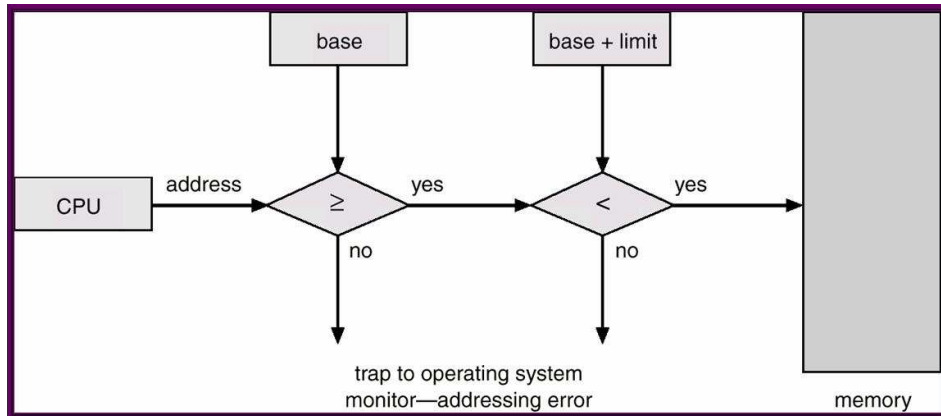 base
base + limit
CPU
address
≥
yes
<
yes
no
no
trap to operating system
monitor—addressing error
memory